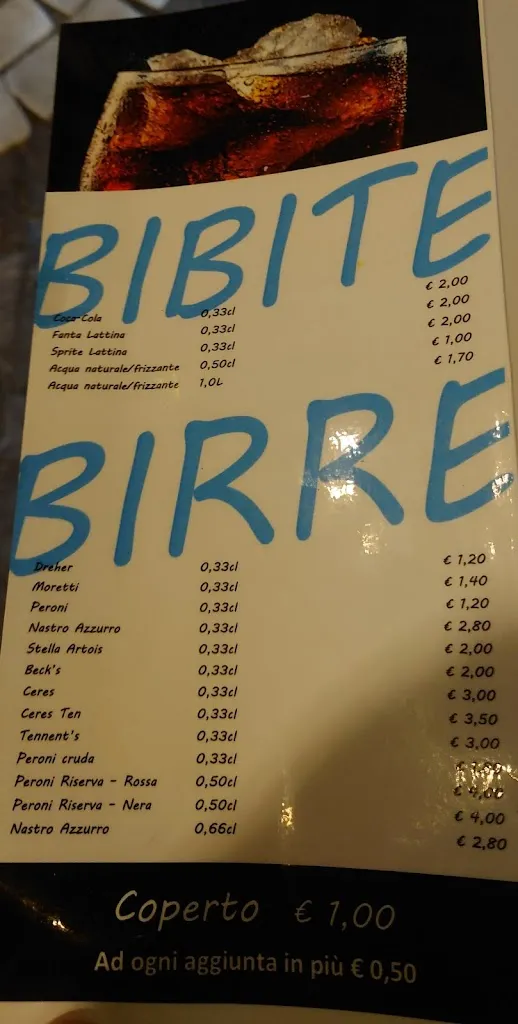 BIBITE
Coca-Cola 0,33cl € 2,00
Fanta Lattina 0,33cl € 2,00
Sprite Lattina 0,33cl € 2,00
Acqua naturale/frizzante 0,50cl € 1,00
Acqua naturale/frizzante 1,0L € 1,70
BIRRE
Dreher 0,33cl € 1,20
Moretti 0,33cl € 1,40
Peroni 0,33cl € 1,20
Nastro Azzurro 0,33cl € 2,80
Stella Artois 0,33cl € 2,00
Beck's 0,33cl € 2,00
Ceres 0,33cl € 3,00
Ceres Ten 0,33cl € 3,50
Tennent's 0,33cl € 3,00
Peroni cruda 0,33cl €
Peroni Riserva - Rossa 0,50cl € 4,00
Peroni Riserva - Nera 0,50cl € 4,00
Nastro Azzurro 0,66cl € 2,80
Coperto € 1,00
Ad ogni aggiunta in più € 0,50